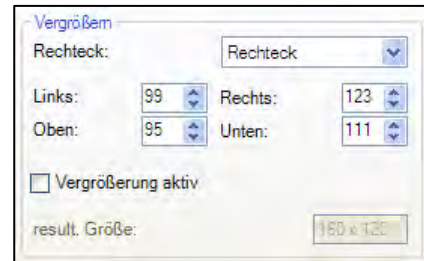 Vergrößern
Rechteck: Rechteck
Links: 99 Rechts: 123
Oben: 95 Unten: 111
Vergrößerung aktiv
result. Größe: 160 x 120